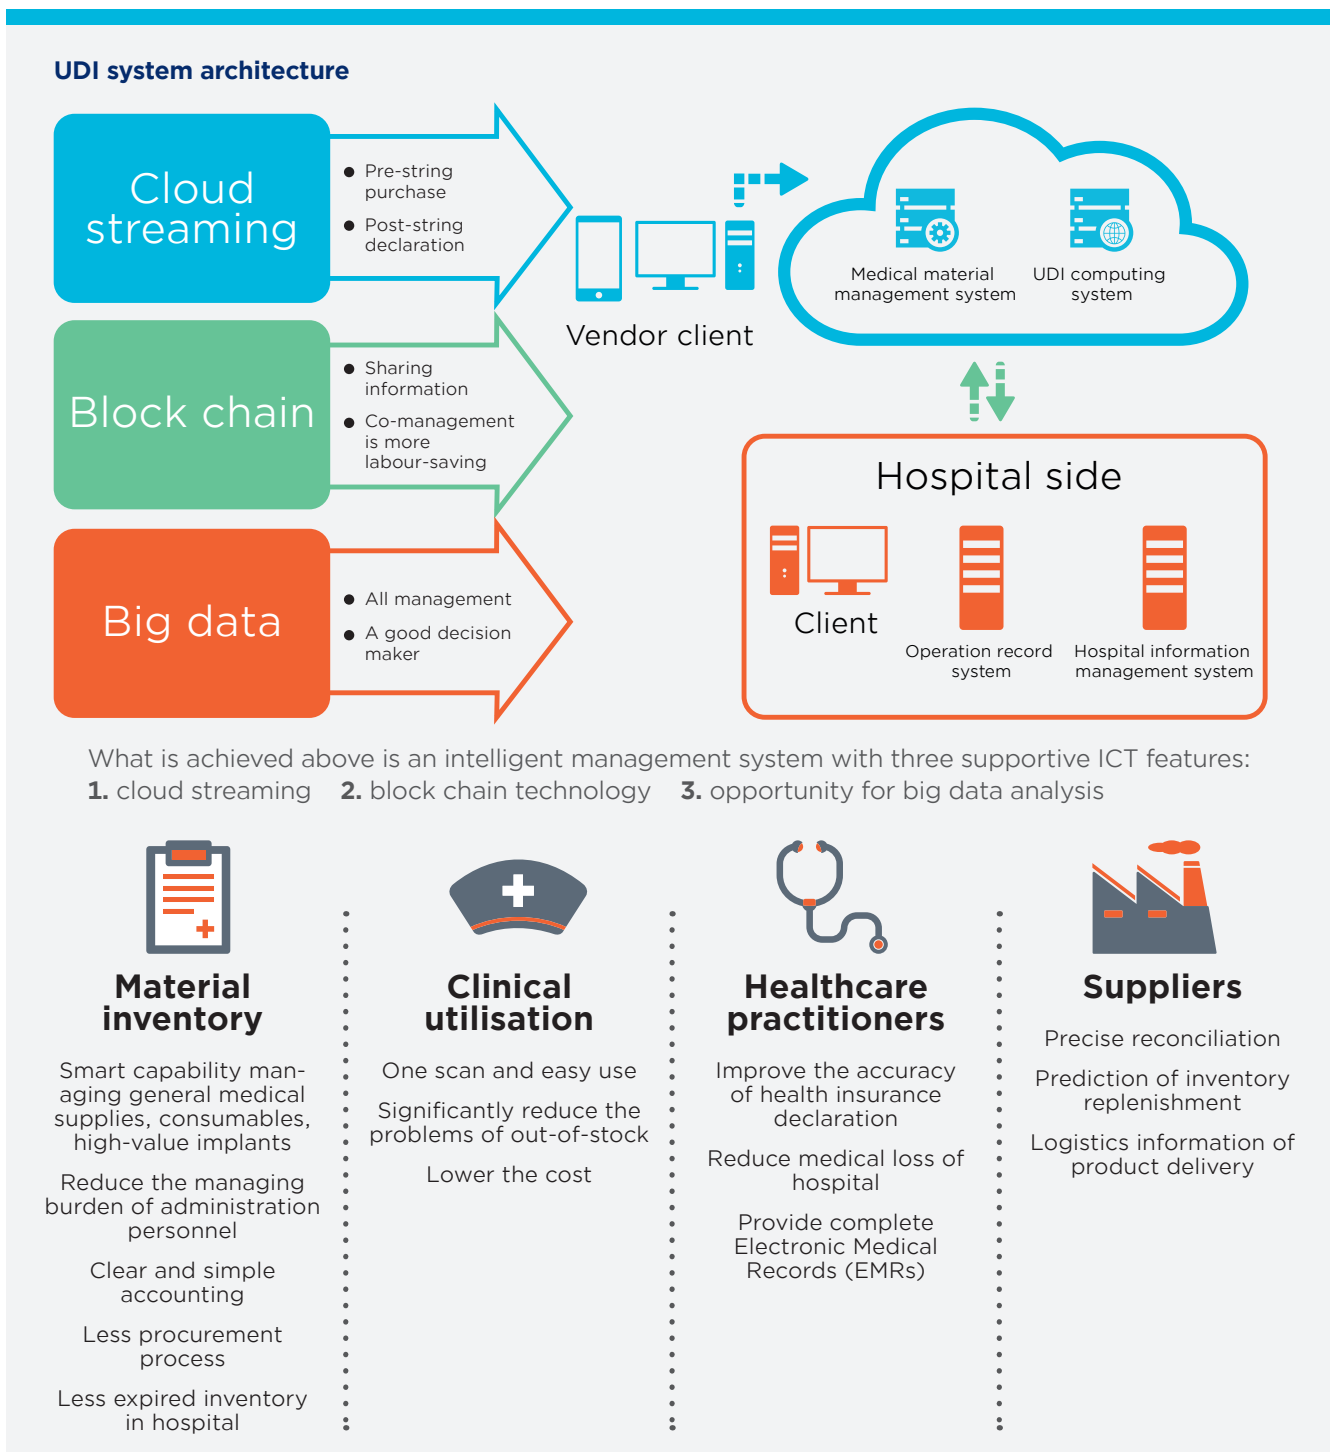 UDI system architecture
Cloud
streaming
Pre-string
purchase
Post-string
declaration
Vendor client
Medical material
management system
UDI computing
system
Block chain
Sharing
information
Co-management
is more
labour-saving
Big data
All management
A good decision
maker
Hospital side
Client
Operation record
system
Hospital information
management system
What is achieved above is an intelligent management system with three supportive ICT features:
1. cloud streaming 2. block chain technology 3. opportunity for big data analysis
Material
inventory
Smart capability man-
aging general medical
supplies, consumables,
high-value implants
Reduce the managing
burden of administration
personnel
Clear and simple
accounting
Less procurement
process
Less expired inventory
in hospital
Clinical
utilisation
One scan and easy use
Significantly reduce the
problems of out-of-stock
Lower the cost
Healthcare
practitioners
Improve the accuracy
of health insurance
declaration
Reduce medical loss of
hospital
Provide complete
Electronic Medical
Records (EMRs)
Suppliers
Precise reconciliation
Prediction of inventory
replenishment
Logistics information of
product delivery